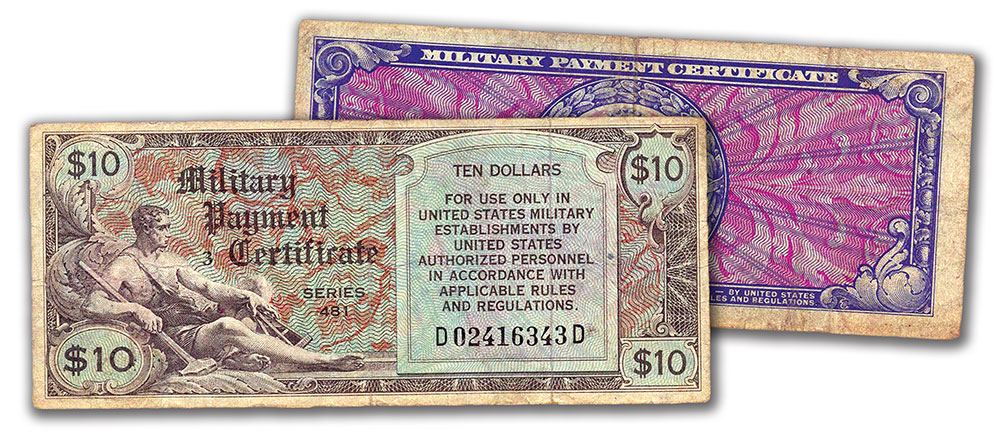 MILITARY PAYMENT CERTIFICATE
$10
Military
Payment
3 Certificate
SERIES
481
TEN DOLLARS
FOR USE ONLY IN
UNITED STATES MILITARY
ESTABLISHMENTS BY
UNITED STATES
AUTHORIZED PERSONNEL
IN ACCORDANCE WITH
APPLICABLE RULES
AND REGULATIONS.
D02416343D
$10
$10
$10
BY UNITED STATES
LES AND REGULATIONS.